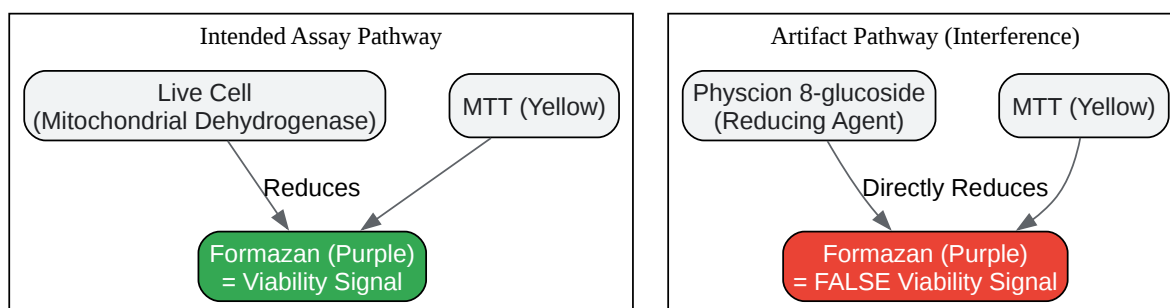 Intended Assay Pathway
Live Cell
(Mitochondrial Dehydrogenase)
MTT (Yellow)
Reduces
Formazan (Purple)
= Viability Signal
Artifact Pathway (Interference)
Physcion 8-glucoside
(Reducing Agent)
MTT (Yellow)
Directly Reduces
Formazan (Purple)
= FALSE Viability Signal